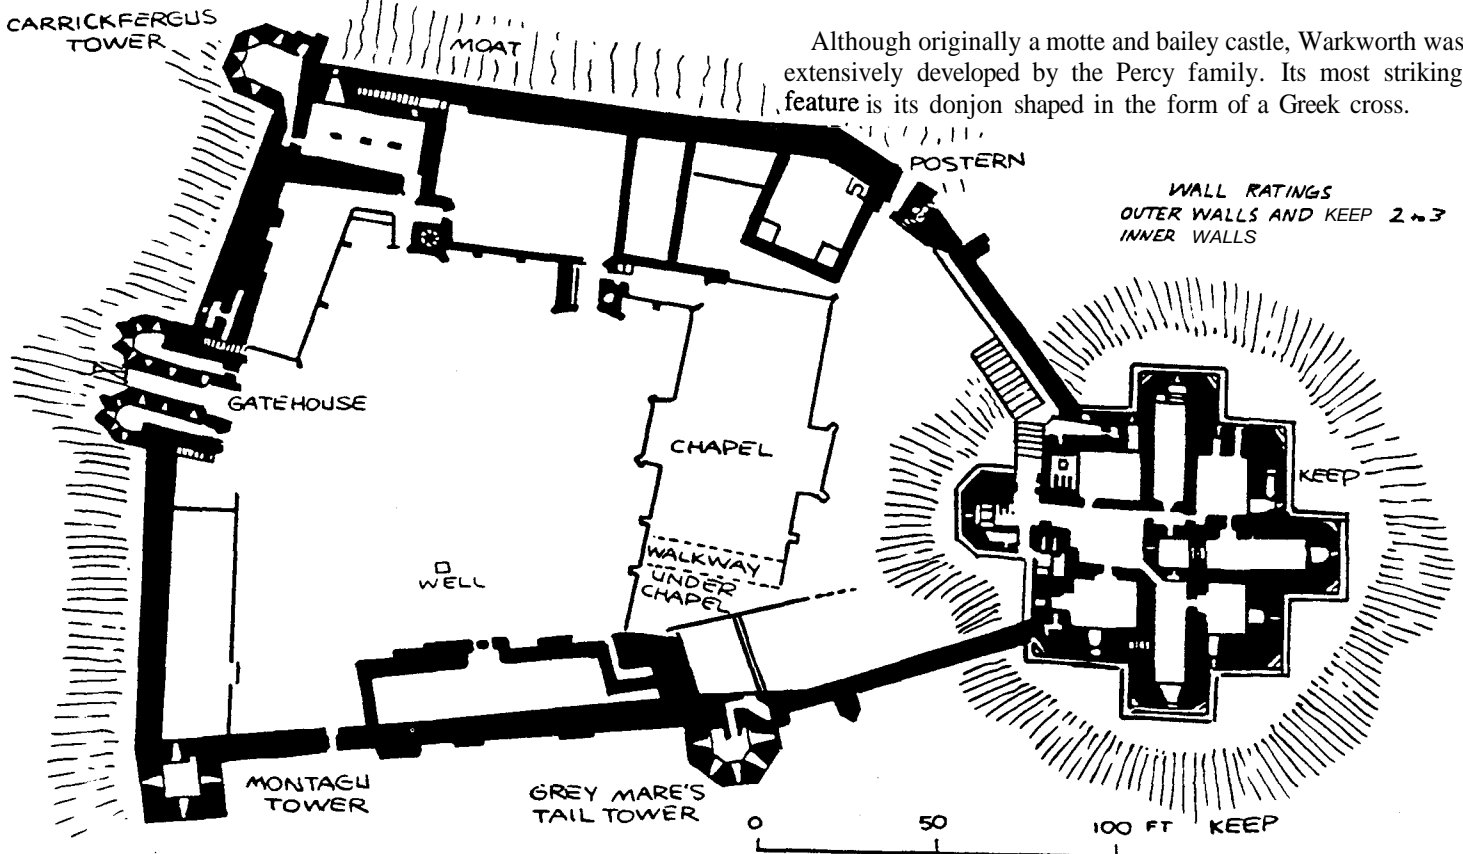 CARRICKFERGUS
TOWER
MOAT
Although originally a motte and bailey castle, Warkworth was
extensively developed by the Percy family. Its most striking
feature is its donjon shaped in the form of a Greek cross.
POSTERN
WALL RATINGS
OUTER WALLS AND KEEP 2 to 3
INNER WALLS
GATEHOUSE
CHAPEL
KEEP
WALKWAY
UNDER
CHAPEL
WELL
MONTAGU
TOWER
GREY MARE'S
TAIL TOWER
0 50 100 FT
KEEP